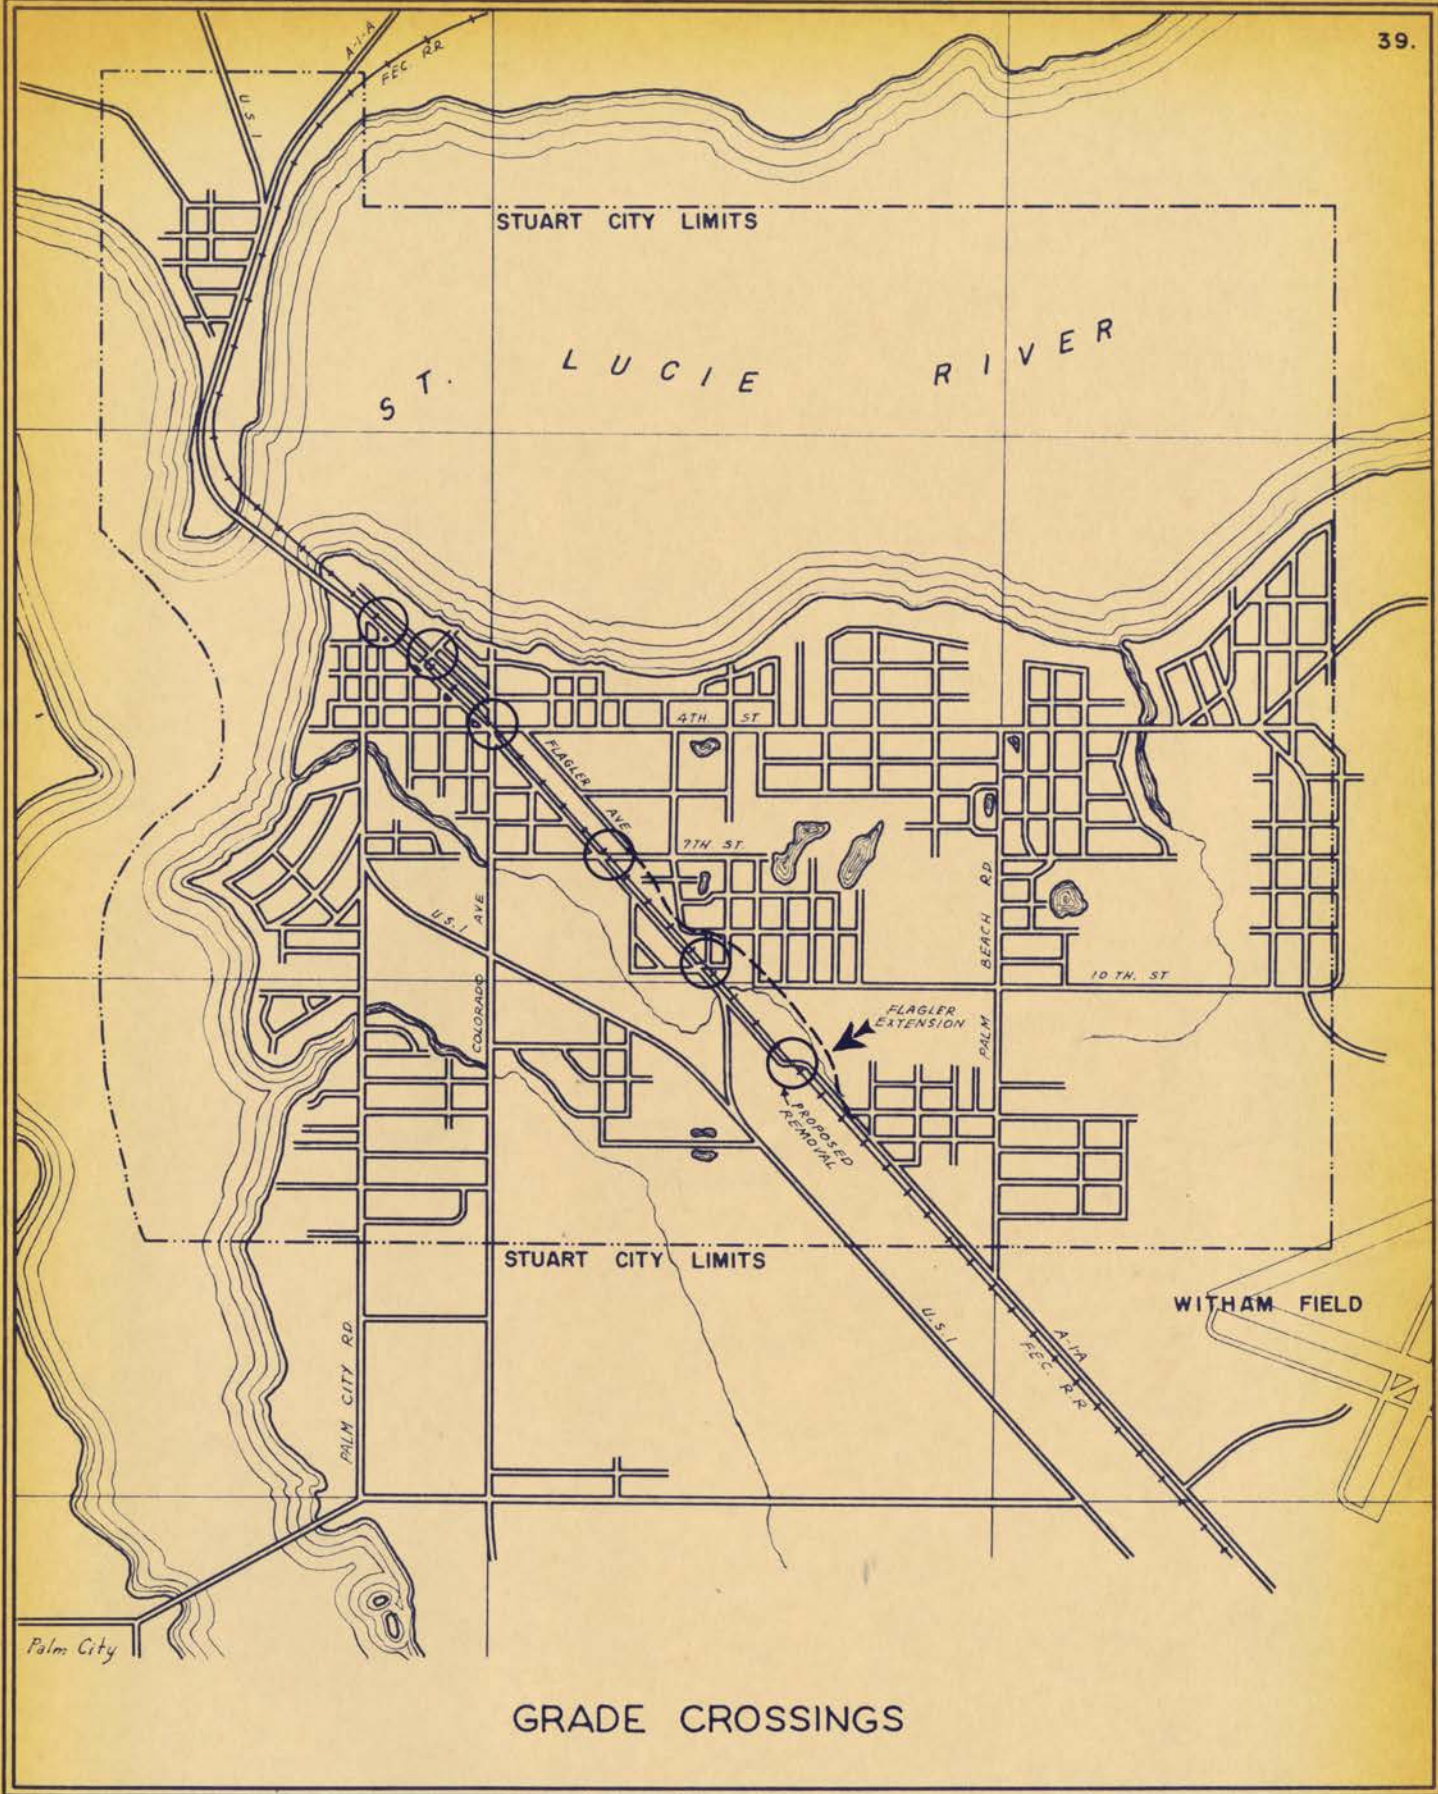 39.
A-1-A
FEC. RR
U S 1
STUART CITY LIMITS
ST. LUCIE RIVER
4TH. ST
FLAGLER AVE
7TH ST.
U.S. 1
COLORADO AVE
PALM BEACH RD.
10 TH. ST
FLAGLER
EXTENSION
PROPOSED
REMOVAL
STUART CITY LIMITS
WITHAM FIELD
U.S. 1
A-1-A
F.E.C. R.R
PALM CITY RD.
Palm City
GRADE CROSSINGS